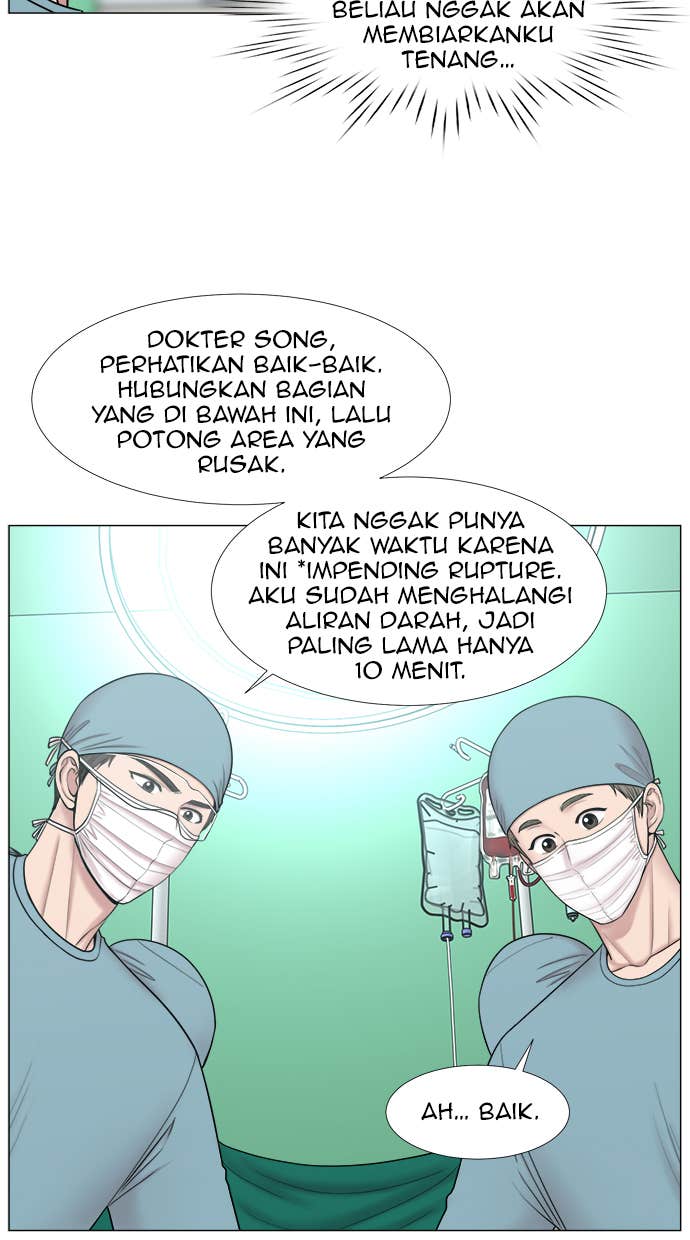 BELIAU NGGAK AKAN
MEMBIARKANKU
TENANG...
DOKTER SONG,
PERHATIKAN BAIK-BAIK.
HUBUNGKAN BAGIAN
YANG DI BAWAH INI, LALU
POTONG AREA YANG
RUSAK.
KITA NGGAK PUNYA
BANYAK WAKTU KARENA
INI *IMPENDING RUPTURE.
AKU SUDAH MENGHALANGI
ALIRAN DARAH, JADI
PALING LAMA HANYA
10 MENIT.
AH... BAIK.